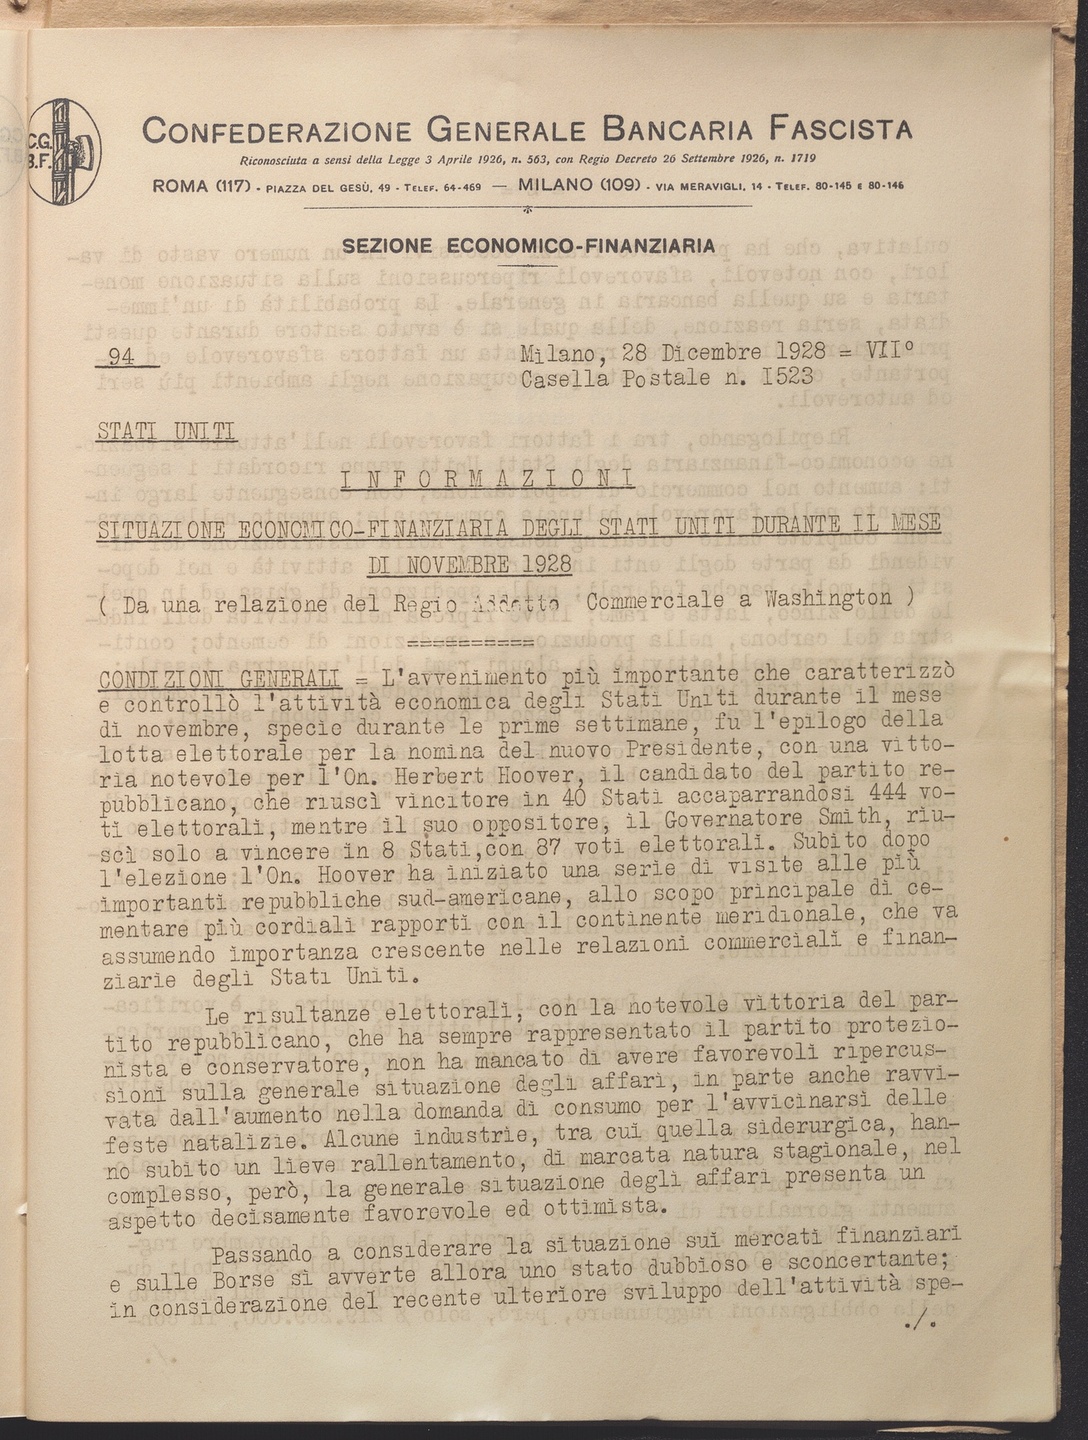 C.G.
B.F.
CONFEDERAZIONE GENERALE BANCARIA FASCISTA
Riconosciuta a sensi della Legge 3 Aprile 1926, n. 563, con Regio Decreto 26 Settembre 1926, n. 1719
ROMA (117) - PIAZZA DEL GESÙ, 49 - TELEF. 64-469 — MILANO (109) - VIA MERAVIGLI, 14 - TELEF. 80-145 E 80-146
SEZIONE ECONOMICO-FINANZIARIA
94
Milano, 28 Dicembre 1928 = VII°
Casella Postale n. I523
STATI UNITI
I N F O R M A Z I O N I
SITUAZIONE ECONOMICO-FINANZIARIA DEGLI STATI UNITI DURANTE IL MESE
DI NOVEMBRE 1928
( Da una relazione del Regio Addetto Commerciale a Washington )
==========
CONDIZIONI GENERALI = L'avvenimento più importante che caratterizzò
e controllò l'attività economica degli Stati Uniti durante il mese
di novembre, specie durante le prime settimane, fu l'epilogo della
lotta elettorale per la nomina del nuovo Presidente, con una vitto-
ria notevole per l'On. Herbert Hoover, il candidato del partito re-
pubblicano, che riuscì vincitore in 40 Stati accaparrandosi 444 vo-
ti elettorali, mentre il suo oppositore, il Governatore Smith, riu-
scì solo a vincere in 8 Stati,con 87 voti elettorali. Subito dopo
l'elezione l'On. Hoover ha iniziato una serie di visite alle più
importanti repubbliche sud-americane, allo scopo principale di ce-
mentare più cordiali rapporti con il continente meridionale, che va
assumendo importanza crescente nelle relazioni commerciali e finan-
ziarie degli Stati Uniti.
Le risultanze elettorali, con la notevole vittoria del par-
tito repubblicano, che ha sempre rappresentato il partito protezio-
nista e conservatore, non ha mancato di avere favorevoli ripercus-
sioni sulla generale situazione degli affari, in parte anche ravvi-
vata dall'aumento nella domanda di consumo per l'avvicinarsi delle
feste natalizie. Alcune industrie, tra cui quella siderurgica, han-
no subito un lieve rallentamento, di marcata natura stagionale, nel
complesso, però, la generale situazione degli affari presenta un
aspetto decisamente favorevole ed ottimista.
Passando a considerare la situazione sui mercati finanziari
e sulle Borse si avverte allora uno stato dubbioso e sconcertante;
in considerazione del recente ulteriore sviluppo dell'attività spe-
./.